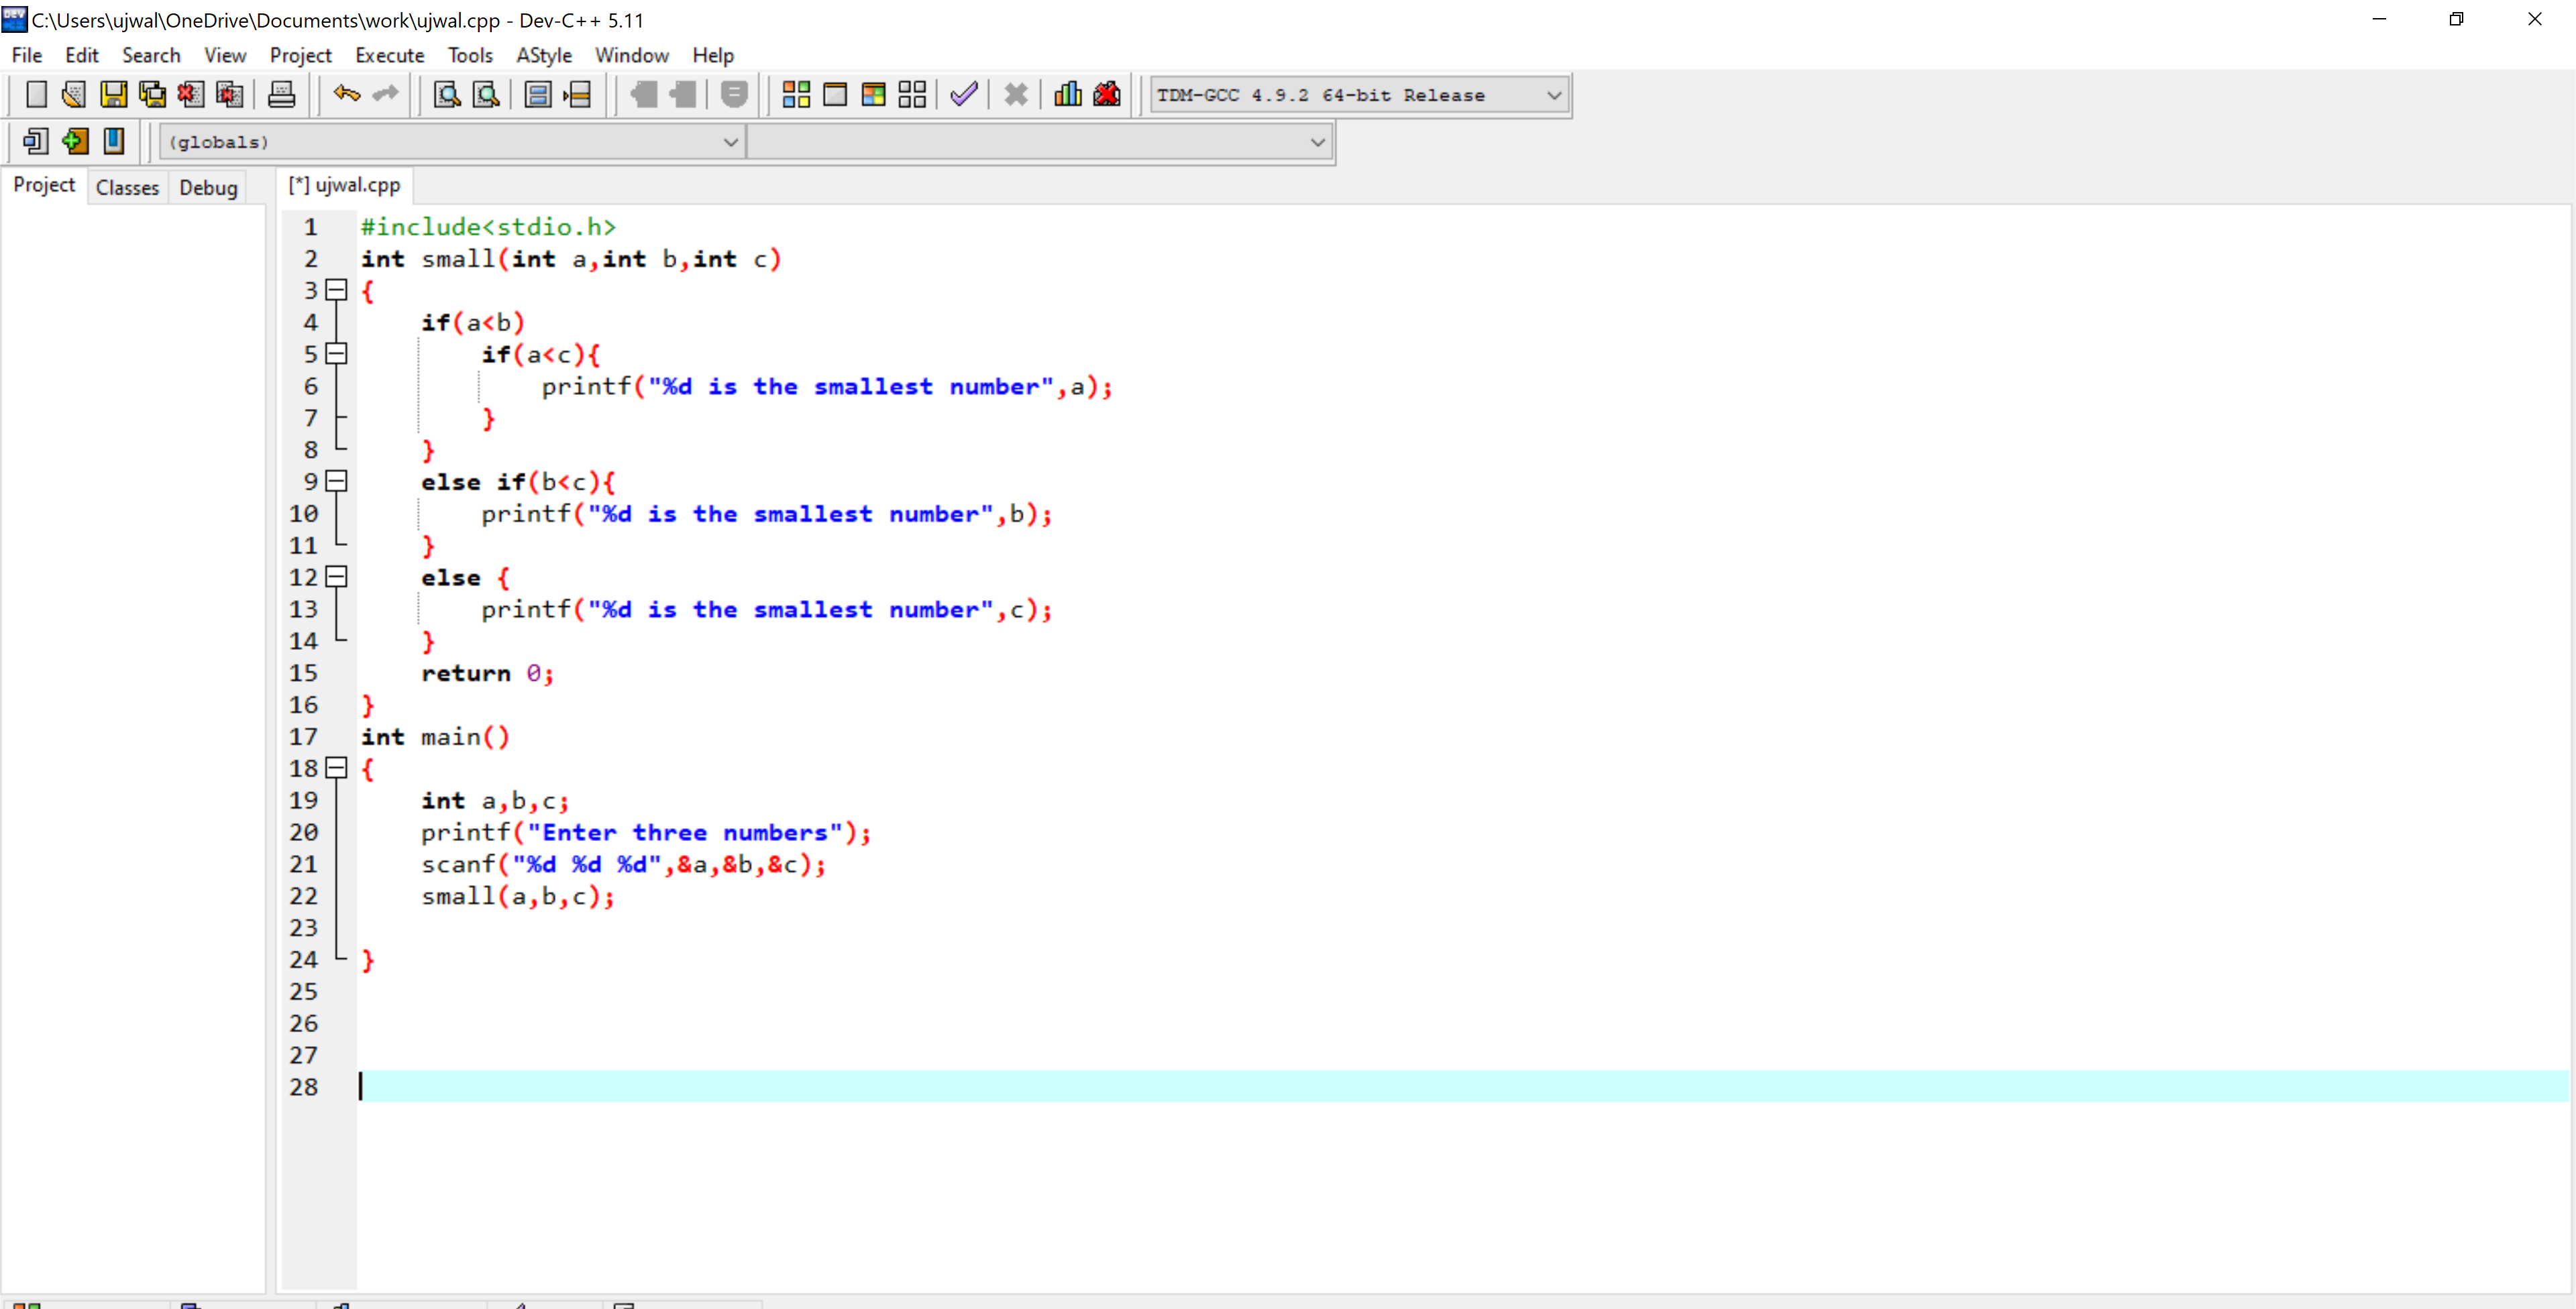 C:\Users\ujwal\OneDrive\Documents\work\ujwal.cpp - Dev-C++ 5.11
File Edit Search View Project Execute Tools AStyle Window Help
TDM-GCC 4.9.2 64-bit Release
(globals)
Project Classes Debug [*] ujwal.cpp
1 #include<stdio.h>
2 int small(int a,int b,int c)
3 {
4 if(a<b)
5 if(a<c){
6 printf("%d is the smallest number",a);
7 }
8 }
9 else if(b<c){
10 printf("%d is the smallest number",b);
11 }
12 else {
13 printf("%d is the smallest number",c);
14 }
15 return 0;
16 }
17 int main()
18 {
19 int a,b,c;
20 printf("Enter three numbers");
21 scanf("%d %d %d",&a,&b,&c);
22 small(a,b,c);
23
24 }
25
26
27
28